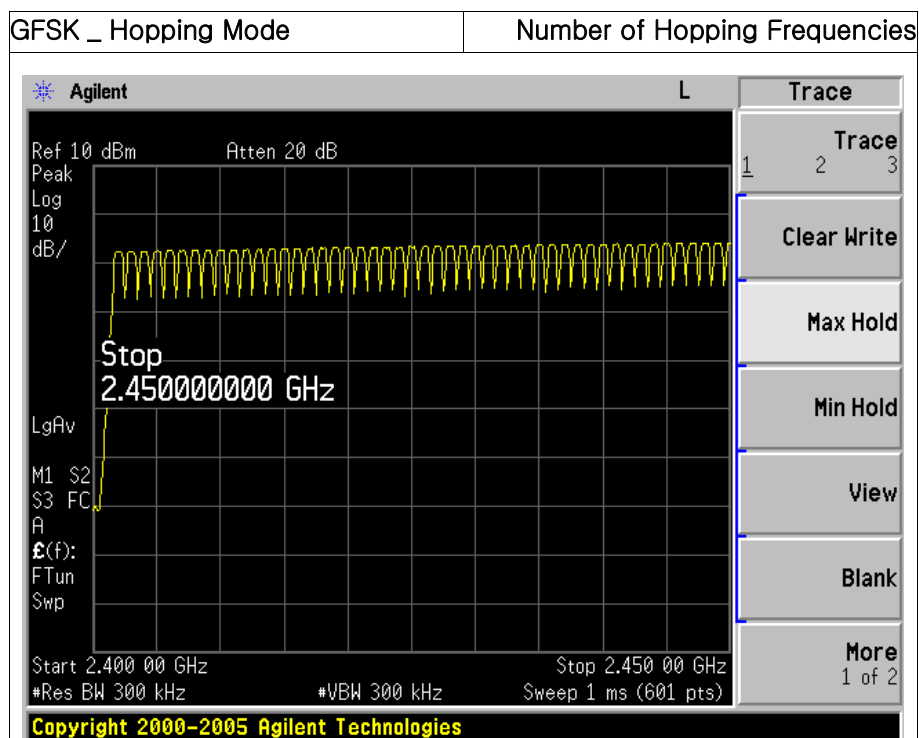 GFSK _ Hopping Mode
Number of Hopping Frequencies
Agilent
L
Trace
Ref 10 dBm
Atten 20 dB
Peak
Log
10
dB/
Stop
2.450000000 GHz
LgAv
M1 S2
S3 FC
A
£(f):
FTun
Swp
Start 2.400 00 GHz
Stop 2.450 00 GHz
#Res BW 300 kHz
#VBW 300 kHz
Sweep 1 ms (601 pts)
Copyright 2000-2005 Agilent Technologies
Trace
1 2 3
Clear Write
Max Hold
Min Hold
View
Blank
More
1 of 2